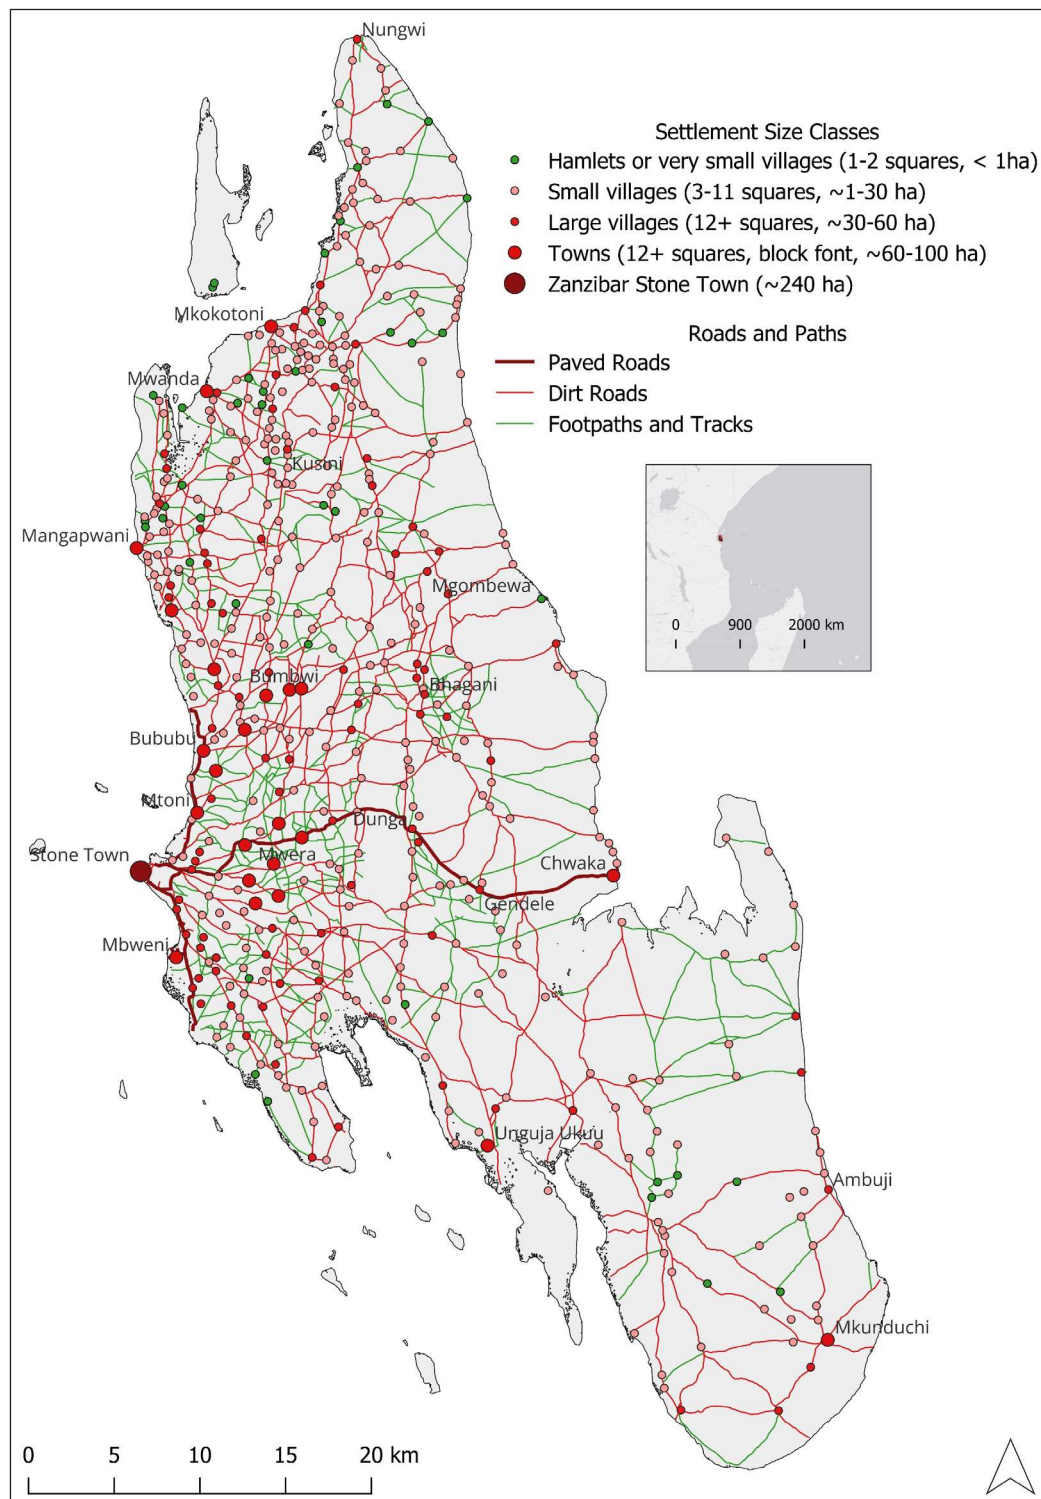 Nungwi
Settlement Size Classes
Hamlets or very small villages (1-2 squares, < 1ha)
Small villages (3-11 squares, ~1-30 ha)
Large villages (12+ squares, ~30-60 ha)
Towns (12+ squares, block font, ~60-100 ha)
Zanzibar Stone Town (~240 ha)
Mkokotoni
Roads and Paths
Paved Roads
Dirt Roads
Footpaths and Tracks
Mwanda
Kusini
Mangapwani
Mgombewa
0 900 2000 km
Bumbwi
Bhagani
Bububu
Mtoni
Dunga
Stone Town
Mwera
Chwaka
Gendele
Mbweni
Unguja Ukuu
Ambuji
Mkunduchi
0 5 10 15 20 km